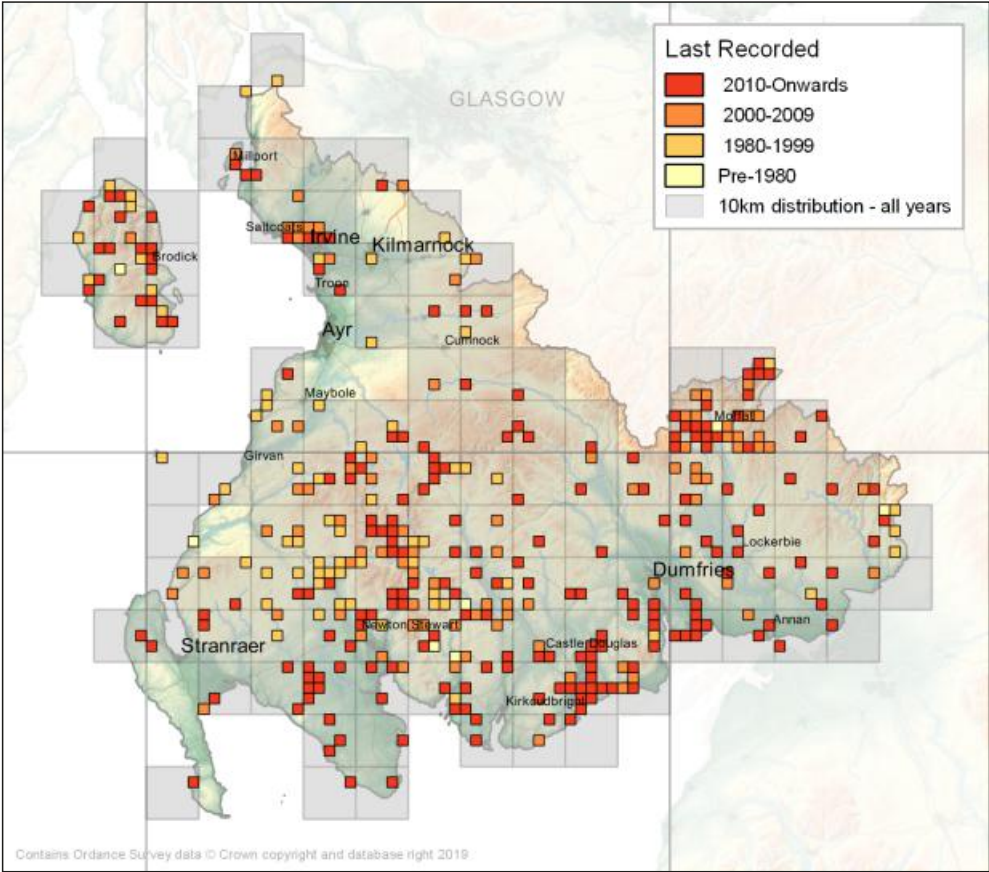 Last Recorded
2010-Onwards
2000-2009
1980-1999
Pre-1980
10km distribution - all years
GLASGOW
Millport
Saltcoats
Irvine
Kilmarnock
Brodick
Troon
Ayr
Cumnock
Maybole
Moffat
Girvan
Lockerbie
Dumfries
Newton Stewart
Annan
Stranraer
Castle Douglas
Kirkcudbright
Contains Ordance Survey data © Crown copyright and database right 2019